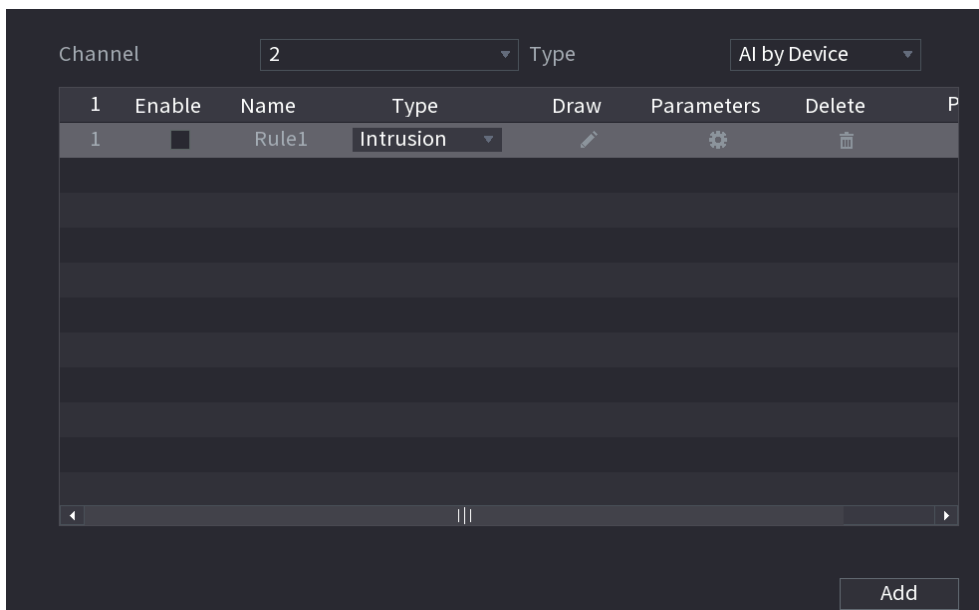 Channel 2 Type AI by Device
1 Enable Name Type Draw Parameters Delete P
1 Rule1 Intrusion
Add